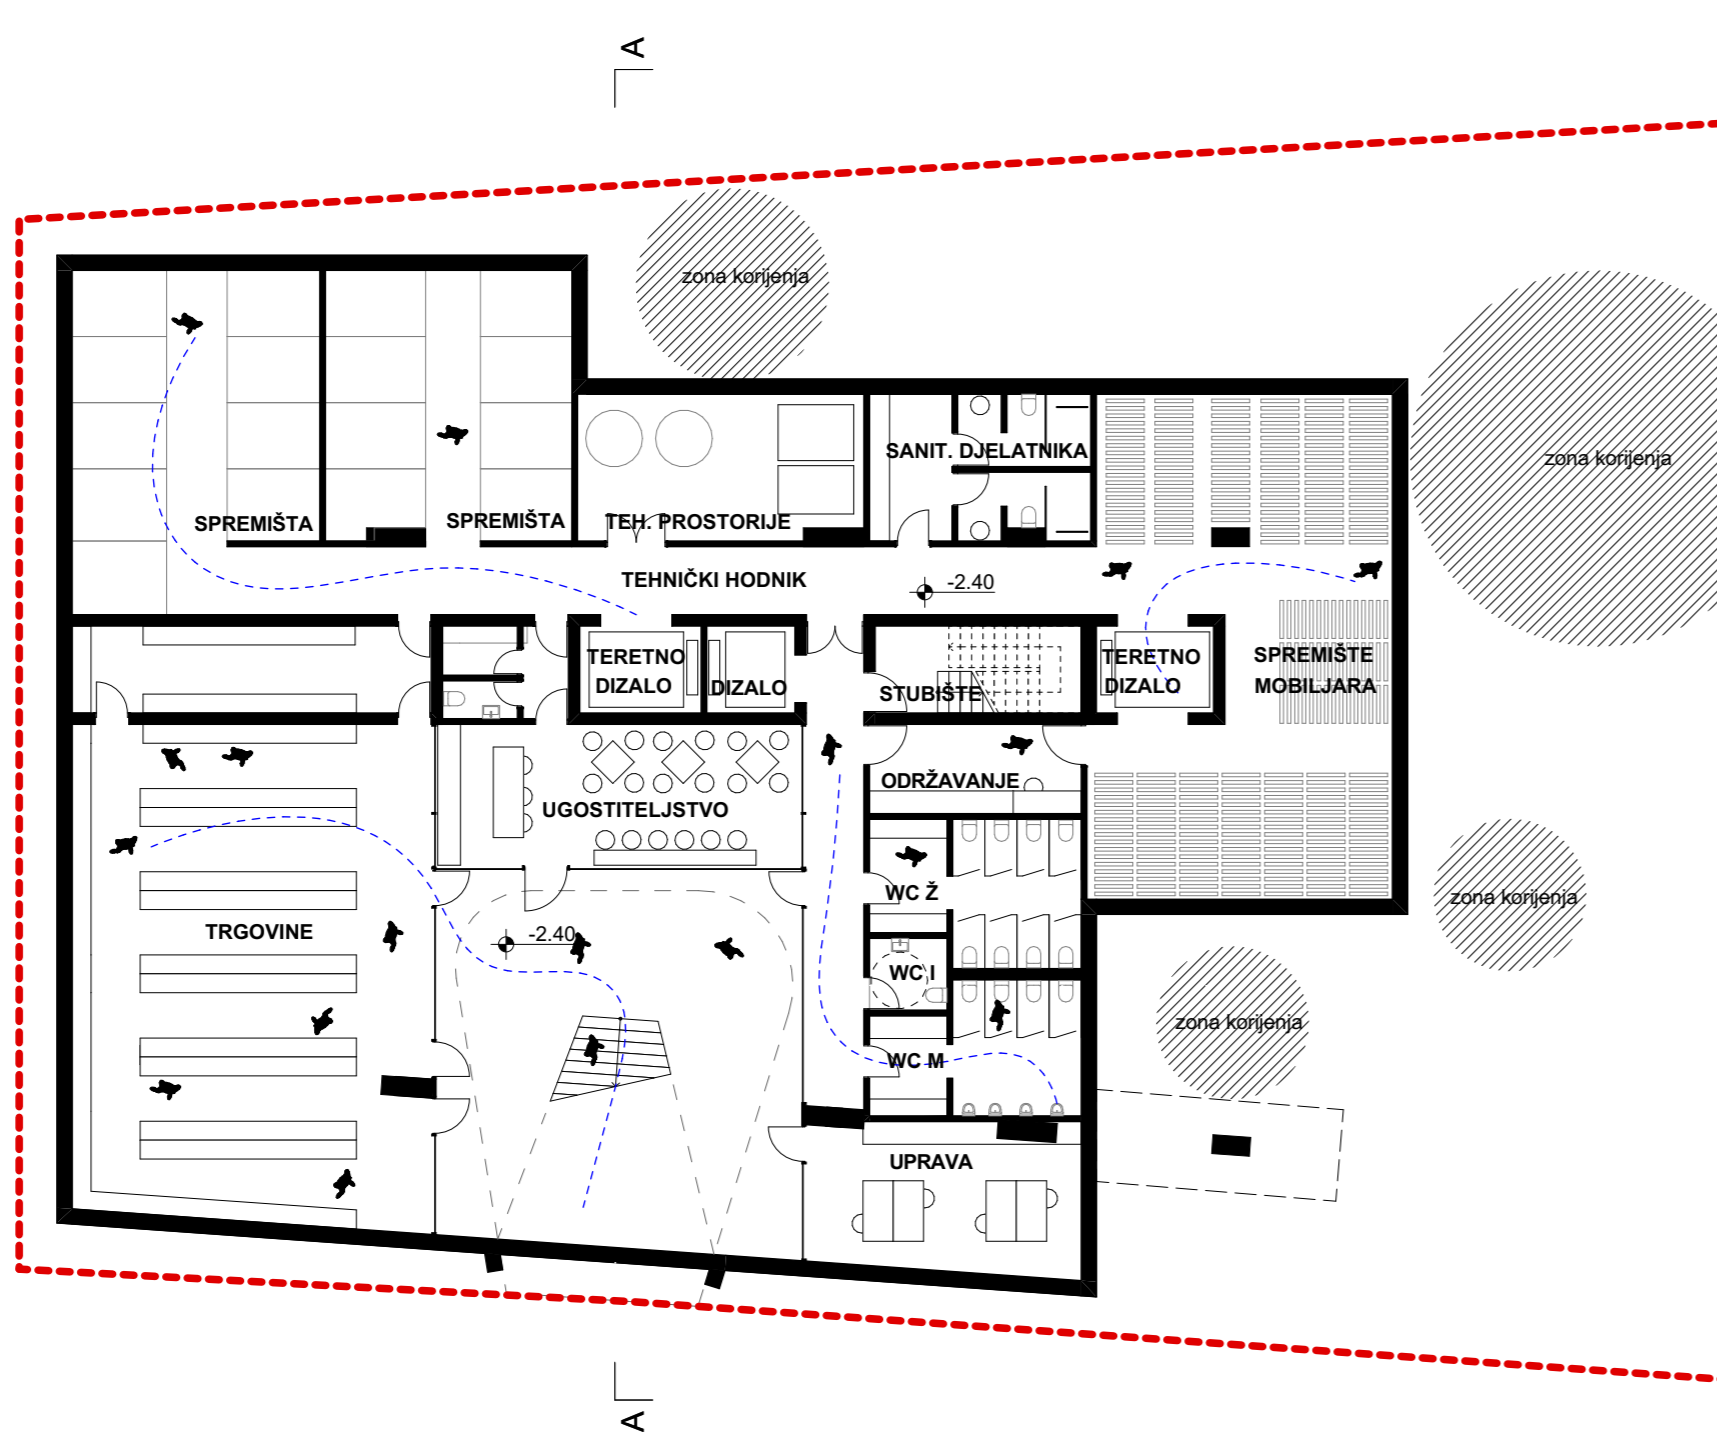 A
zona korijenja
zona korijenja
SANIT. DJELATNIKA
SPREMIŠTA
SPREMIŠTA
TEH. PROSTORIJE
TEHNIČKI HODNIK
-2.40
TERETNO
DIZALO
DIZALO
STUBIŠTE
TERETNO
DIZALO
SPREMIŠTE
MOBILJARA
ODRŽAVANJE
UGOSTITELJSTVO
WC Ž
zona korijenja
TRGOVINE
-2.40
WC I
zona korijenja
WC M
UPRAVA
A